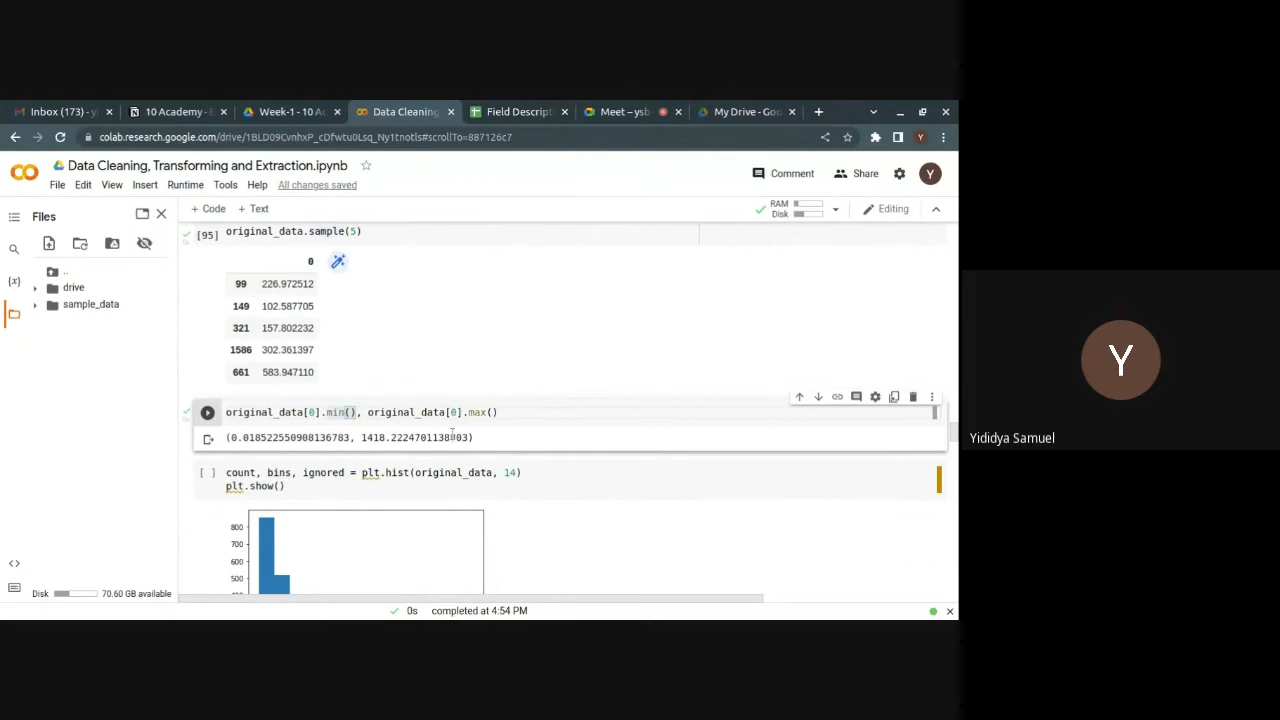 Inbox (173) - y
10 Academy - E
Week-1 - 10 Ac
Data Cleaning,
Field Descript
Meet – ysb
My Drive - Goo
colab.research.google.com/drive/1BLD09CvnhxP_cDfwtu0Lsq_Ny1tnotls#scrollTo=887126c7
Data Cleaning, Transforming and Extraction.ipynb
Comment
Share
Y
File Edit View Insert Runtime Tools Help All changes saved
Files
+ Code + Text
RAM
Disk
Editing
..
drive
sample_data
[95] original_data.sample(5)
0
99 226.972512
149 102.587705
321 157.802232
1586 302.361397
661 583.947110
original_data[0].min(), original_data[0].max()
(0.018522550908136783, 1418.2224701138
03)
[ ] count, bins, ignored = plt.hist(original_data, 14)
plt.show()
800
700
600
500
Disk 70.60 GB available
0s completed at 4:54 PM
Y
Yididya Samuel